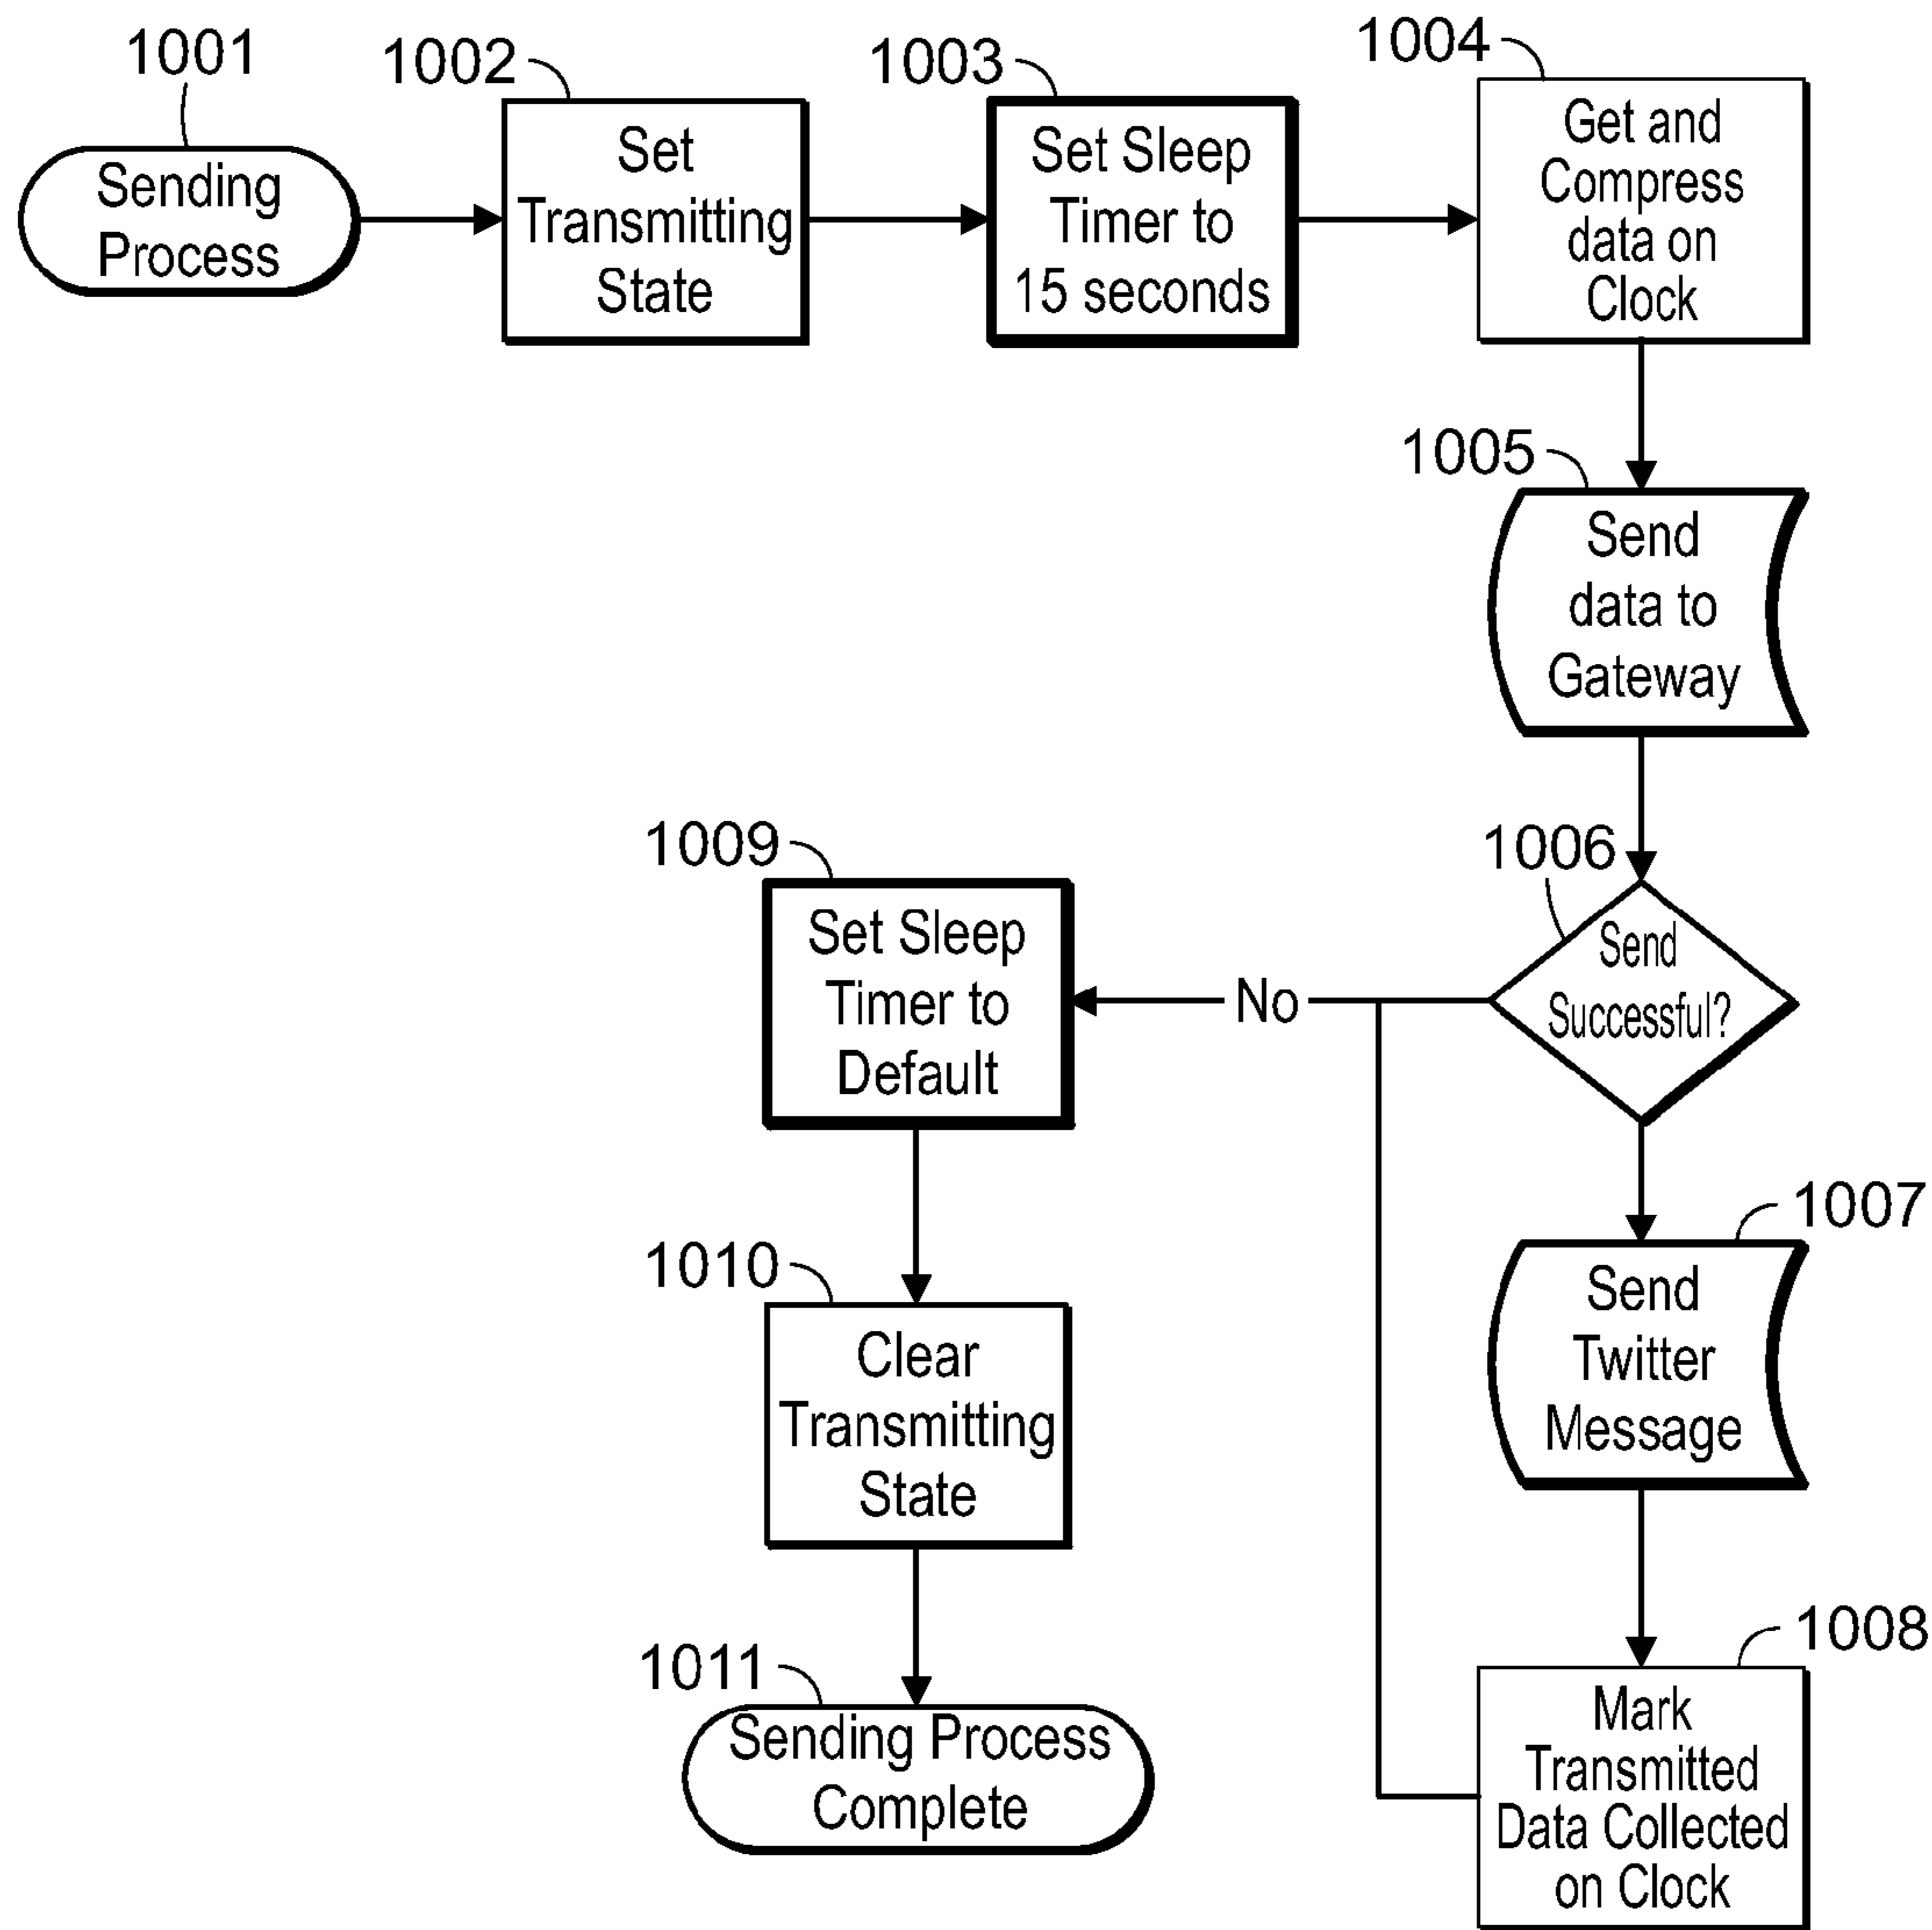 1001
Sending
Process
1002
Set
Transmitting
State
1003
Set Sleep
Timer to
15 seconds
1004
Get and
Compress
data on
Clock
1005
Send
data to
Gateway
1006
Send
Successful?
No
1007
Send
Twitter
Message
1008
Mark
Transmitted
Data Collected
on Clock
1009
Set Sleep
Timer to
Default
1010
Clear
Transmitting
State
1011
Sending Process
Complete